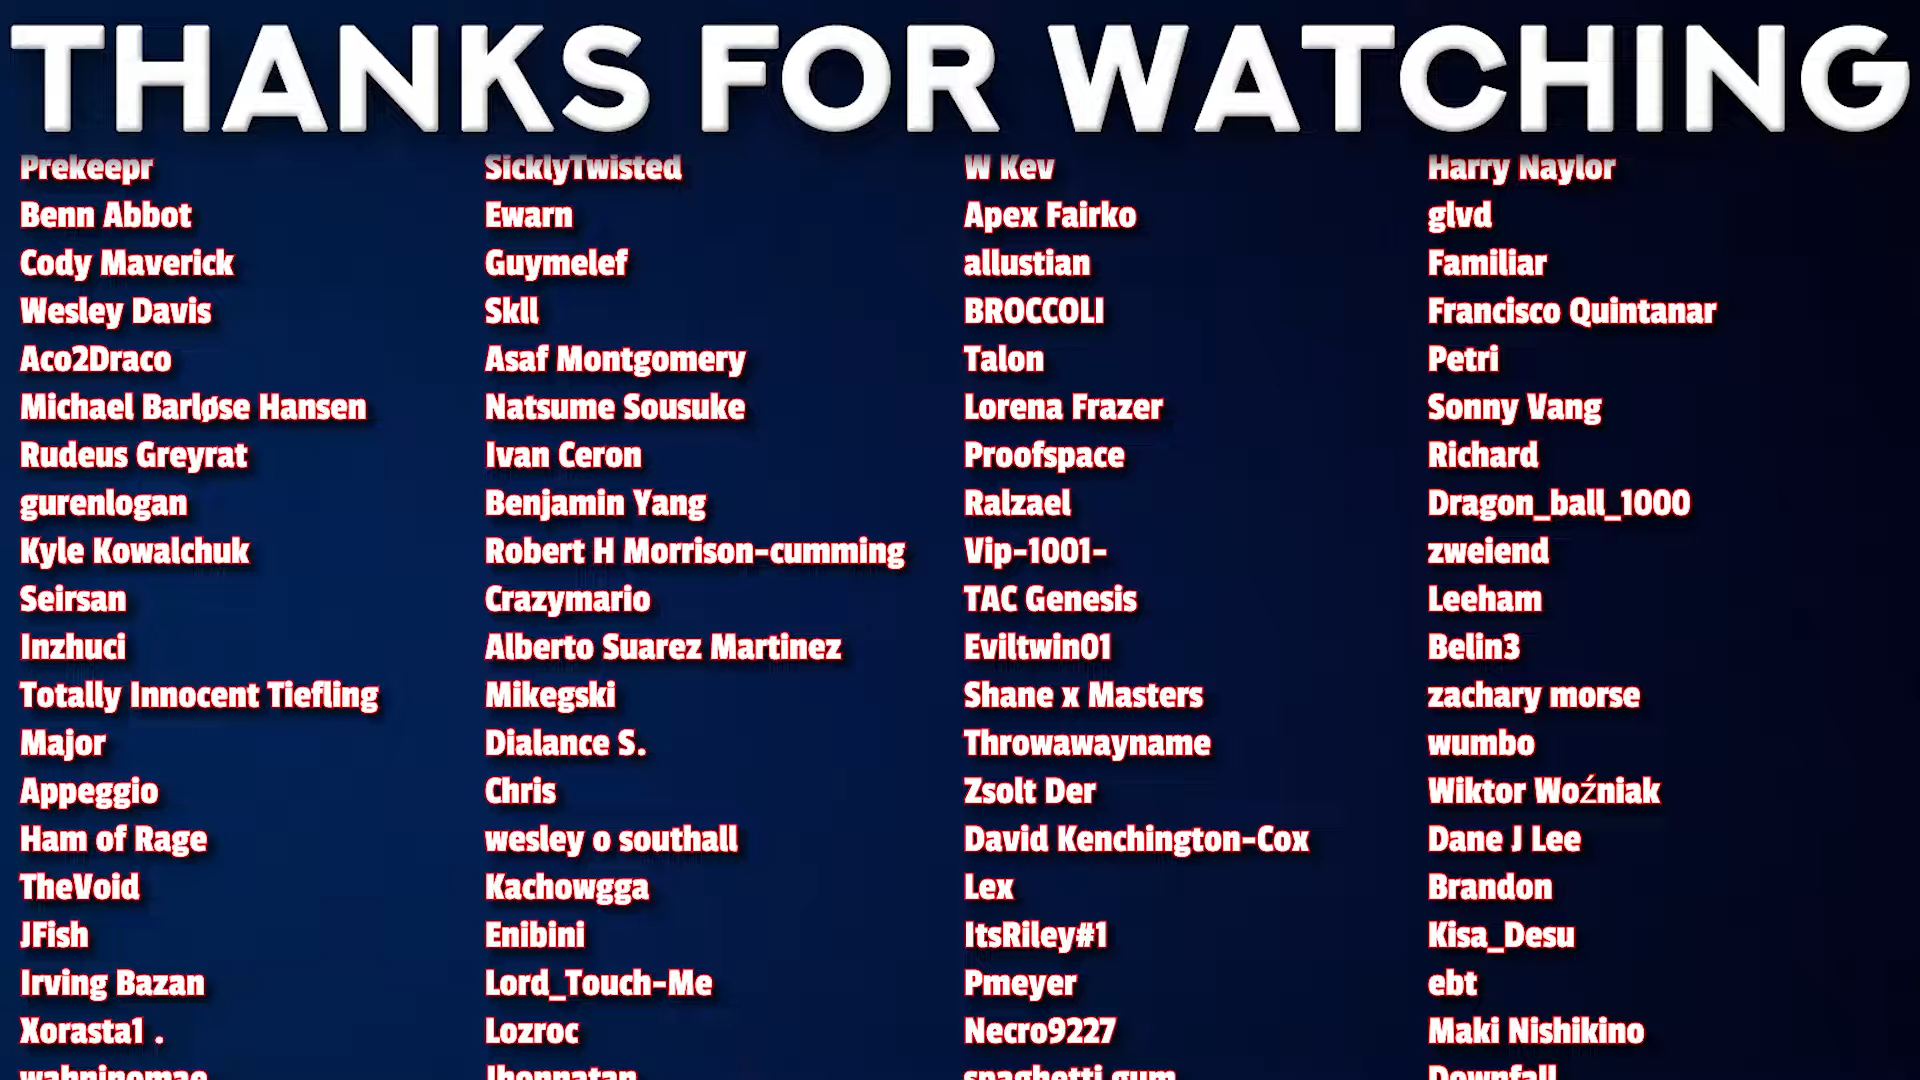 THANKS FOR WATCHING
Prekeepr
Benn Abbot
Cody Maverick
Wesley Davis
Aco2Draco
Michael Barløse Hansen
Rudeus Greyrat
gurenlogan
Kyle Kowalchuk
Seirsan
Inzhuci
Totally Innocent Tiefling
Major
Appeggio
Ham of Rage
TheVoid
JFish
Irving Bazan
Xorasta1 .
SicklyTwisted
Ewarn
Guymelef
Skll
Asaf Montgomery
Natsume Sousuke
Ivan Ceron
Benjamin Yang
Robert H Morrison-cumming
Crazymario
Alberto Suarez Martinez
Mikegski
Dialance S.
Chris
wesley o southall
Kachowgga
Enibini
Lord_Touch-Me
Lozroc
W Kev
Apex Fairko
allustian
BROCCOLI
Talon
Lorena Frazer
Proofspace
Ralzael
Vip-1001-
TAC Genesis
Eviltwin01
Shane x Masters
Throwawayname
Zsolt Der
David Kenchington-Cox
Lex
ItsRiley#1
Pmeyer
Necro9227
spaghetti gum
Harry Naylor
glvd
Familiar
Francisco Quintanar
Petri
Sonny Vang
Richard
Dragon_ball_1000
zweiend
Leeham
Belin3
zachary morse
wumbo
Wiktor Woźniak
Dane J Lee
Brandon
Kisa_Desu
ebt
Maki Nishikino
Downfall